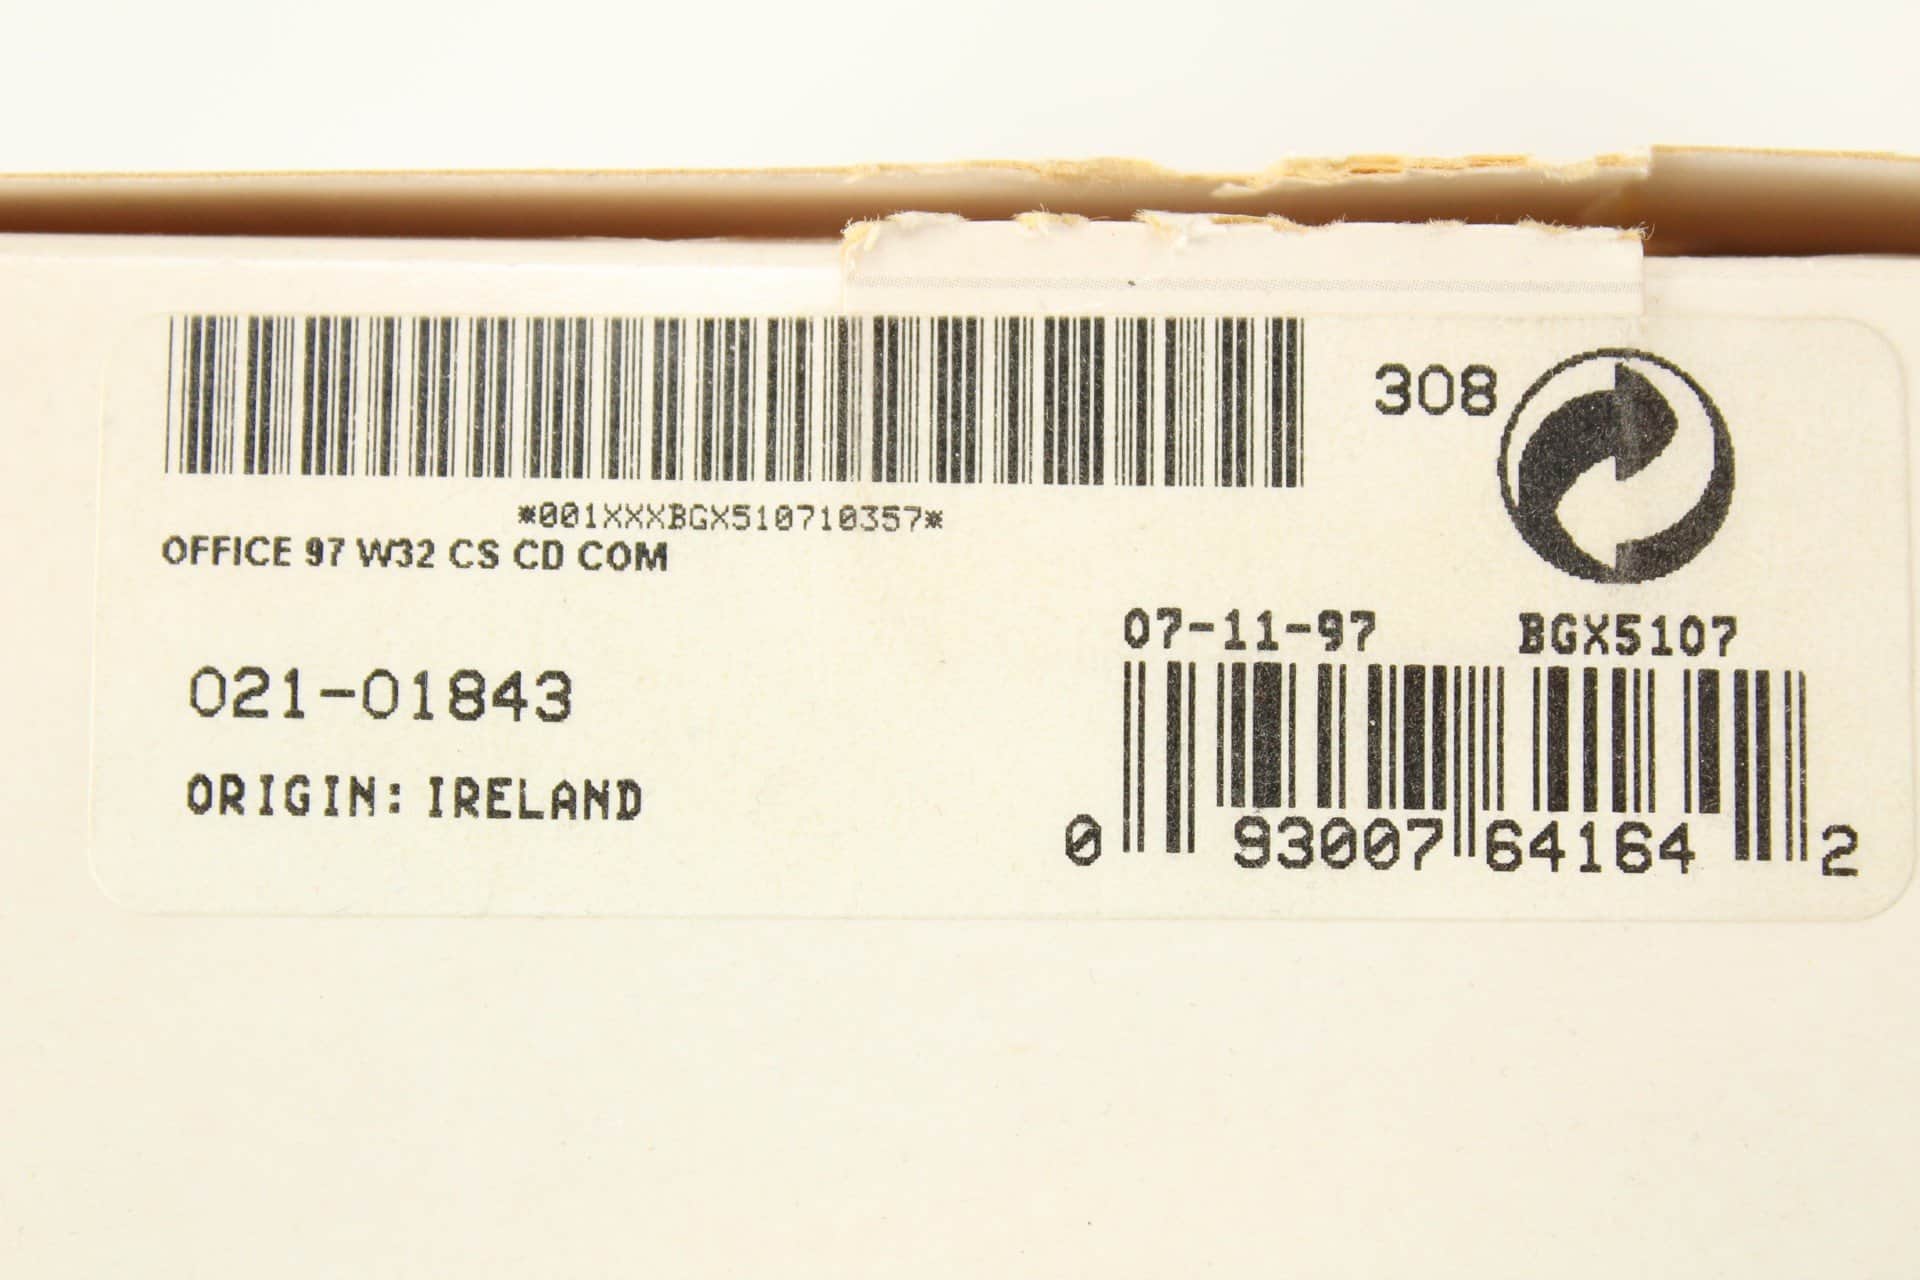 *001XXXBGX510710357*
OFFICE 97 W32 CS CD COM
308
021-01843
ORIGIN: IRELAND
07-11-97 BGX5107
0 93007 64164 2